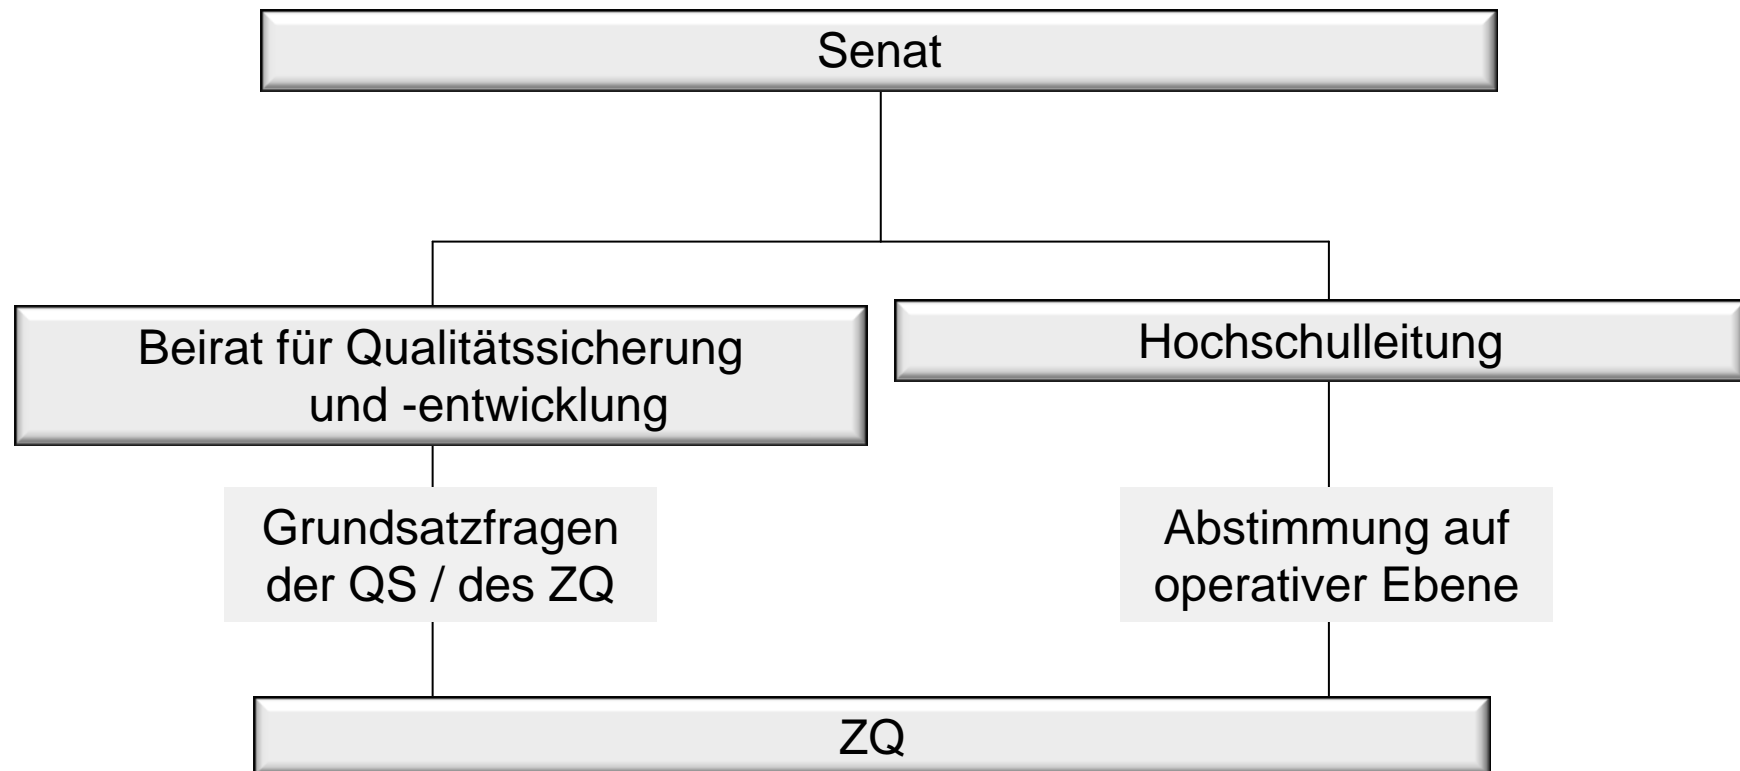 Senat
Beirat für Qualitätssicherung
und -entwicklung
Hochschulleitung
Grundsatzfragen
der QS / des ZQ
Abstimmung auf
operativer Ebene
ZQ